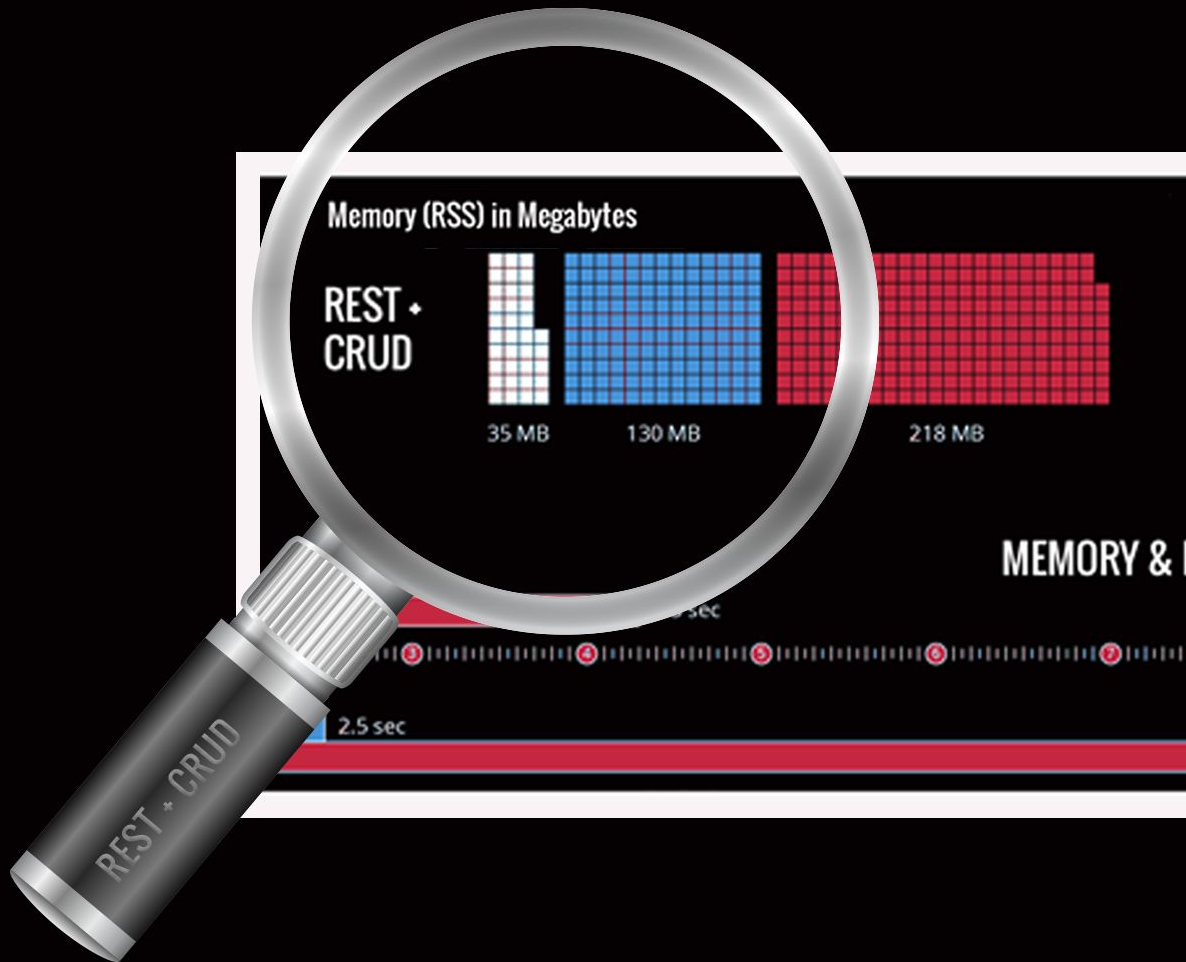 Memory (RSS) in Megabytes
REST +
CRUD
35 MB
130 MB
218 MB
MEMORY &
sec
3
4
5
6
7
2.5 sec
REST + CRUD